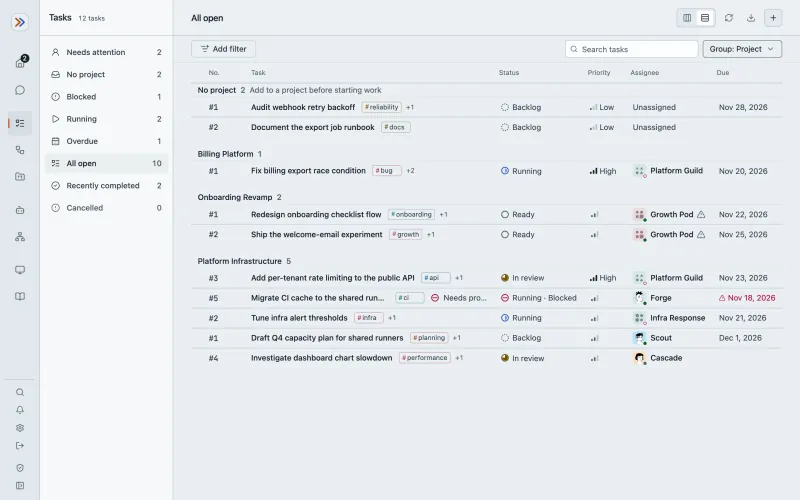 2
Tasks 12 tasks
Needs attention 2
No project 2
Blocked 1
Running 2
Overdue 1
All open 10
Recently completed 2
Cancelled 0
All open
Add filter
Search tasks
Group: Project
No. Task Status Priority Assignee Due
No project 2 Add to a project before starting work
#1 Audit webhook retry backoff #reliability +1 Backlog Low Unassigned Nov 28, 2026
#2 Document the export job runbook #docs Backlog Low Unassigned
Billing Platform 1
#1 Fix billing export race condition #bug +2 Running High Platform Guild Nov 20, 2026
Onboarding Revamp 2
#1 Redesign onboarding checklist flow #onboarding +1 Ready Growth Pod Nov 22, 2026
#2 Ship the welcome-email experiment #growth +1 Ready Growth Pod Nov 25, 2026
Platform Infrastructure 5
#3 Add per-tenant rate limiting to the public API #api +1 In review High Platform Guild Nov 23, 2026
#5 Migrate CI cache to the shared run... #ci Needs pro... Running · Blocked Forge Nov 18, 2026
#2 Tune infra alert thresholds #infra +1 Running Infra Response Nov 21, 2026
#1 Draft Q4 capacity plan for shared runners #planning +1 Backlog Scout Dec 1, 2026
#4 Investigate dashboard chart slowdown #performance +1 In review Cascade